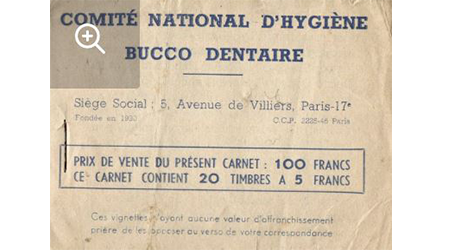 COMITÉ NATIONAL D'HYGIÈNE
BUCCO DENTAIRE
Siège Social : 5, Avenue de Villiers, Paris-17e
Fondée en 1930 C.C.P. 2228-46 Paris
PRIX DE VENTE DU PRÉSENT CARNET : 100 FRANCS
CE CARNET CONTIENT 20 TIMBRES A 5 FRANCS
Ces vignettes n'ayant aucune valeur d'affranchissement
prière de les apposer au verso de votre correspondance